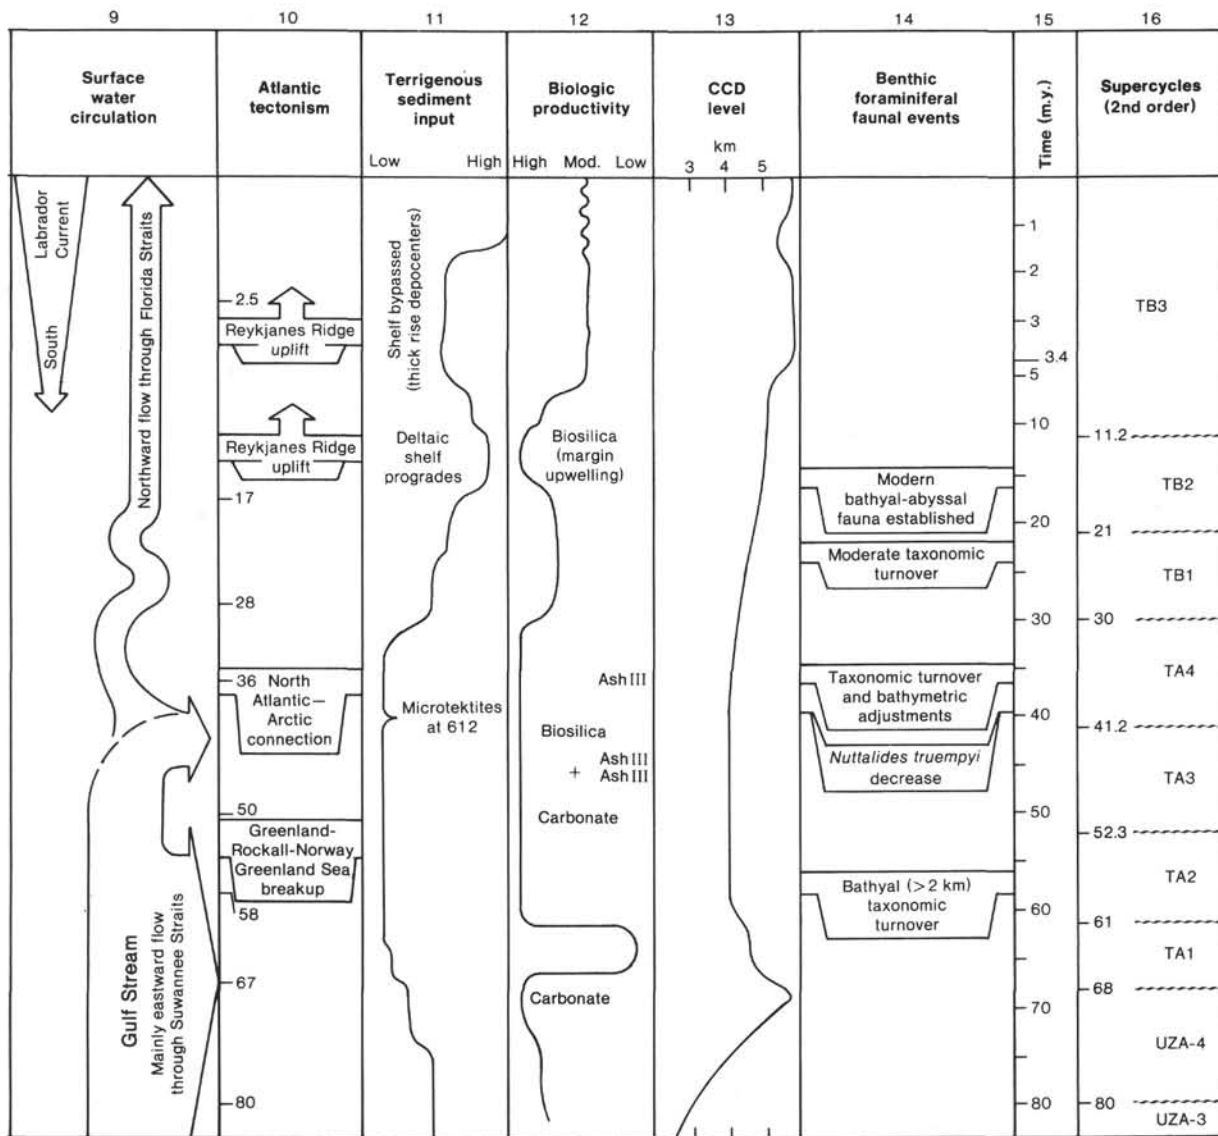 9 10 11 12 13 14 15 16
Surface
water
circulation
Atlantic
tectonism
Terrigenous
sediment
input
Low High
Biologic
productivity
High Mod. Low
CCD
level
km
3 4 5
Benthic
foraminiferal
faunal events
Time (m.y.)
Supercycles
(2nd order)
Labrador
Current
South
Northward flow through Florida Straits
Gulf Stream
Mainly eastward flow
through Suwannee Straits
2.5
Reykjanes Ridge
uplift
Reykjanes Ridge
uplift
17
28
36 North
Atlantic—
Arctic
connection
50
Greenland-
Rockall-Norway
Greenland Sea
breakup
58
67
80
Shelf bypassed
(thick rise depocenters)
Deltaic
shelf
progrades
Microtektites
at 612
Biosilica
(margin
upwelling)
Ash III
Biosilica
Ash III
+ Ash III
Carbonate
Carbonate
Modern
bathyal-abyssal
fauna established
Moderate taxonomic
turnover
Taxonomic turnover
and bathymetric
adjustments
Nuttalides truempyi
decrease
Bathyal (>2 km)
taxonomic
turnover
1
2
3
3.4
5
10
20
30
40
50
60
70
80
TB3
11.2
TB2
21
TB1
30
TA4
41.2
TA3
52.3
TA2
61
TA1
68
UZA-4
80
UZA-3